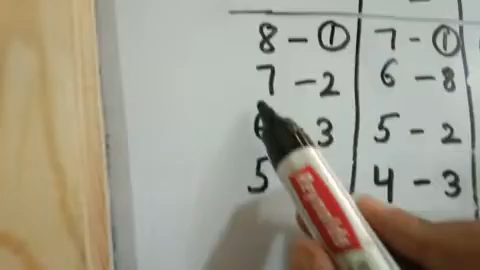 8 - 1 7 - 1
7 - 2 6 - 8
3 5 - 2
5 4 - 3